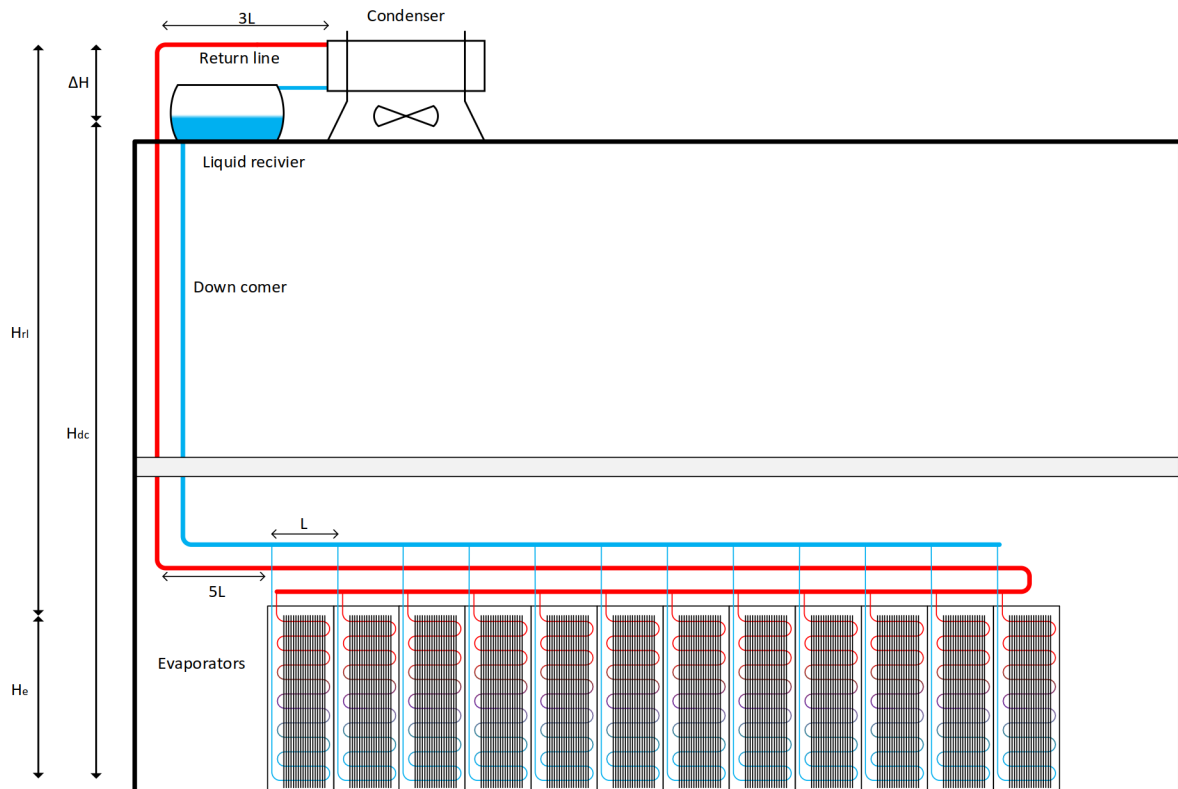 3L
Condenser
Return line
ΔH
Liquid recivier
Down comer
Hrl
Hdc
L
5L
Evaporators
He